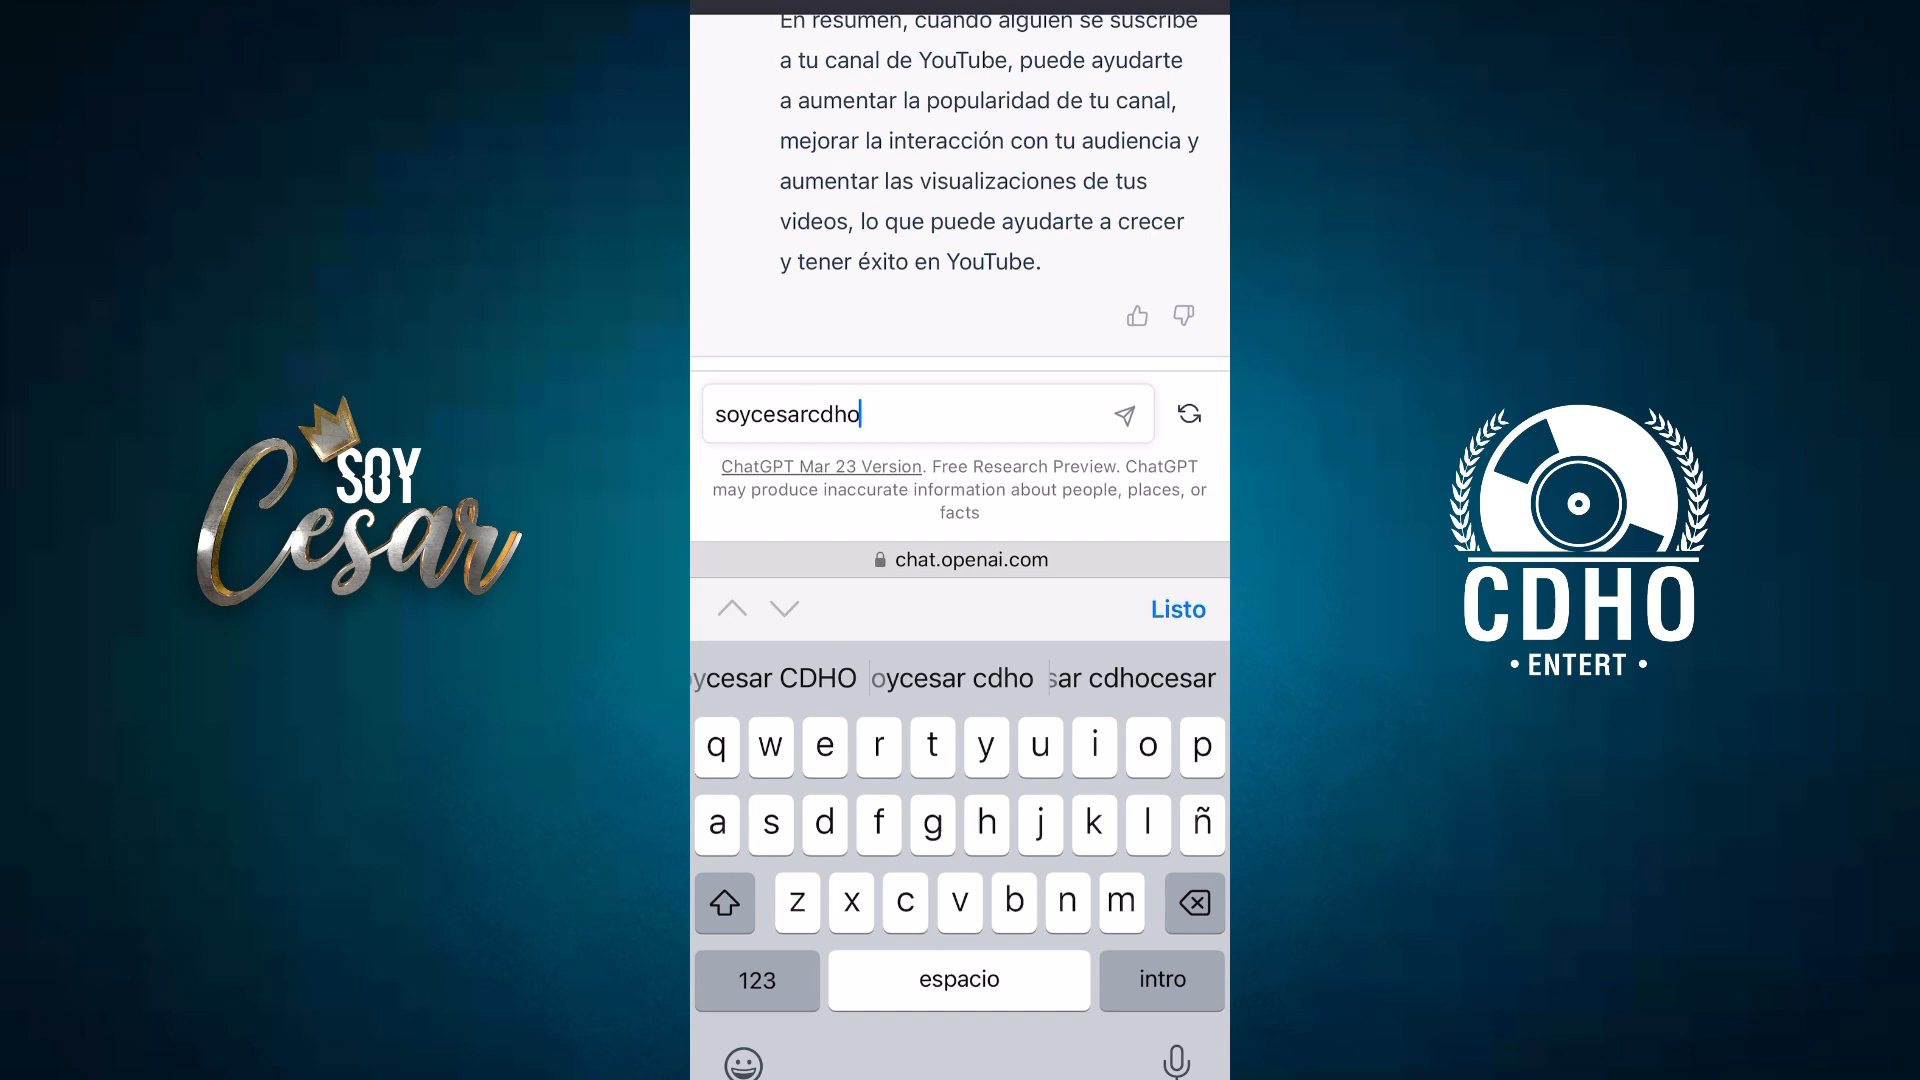 En resumen, cuando alguien se suscribe
a tu canal de YouTube, puede ayudarte
a aumentar la popularidad de tu canal,
mejorar la interacción con tu audiencia y
aumentar las visualizaciones de tus
videos, lo que puede ayudarte a crecer
y tener éxito en YouTube.
soycesarcdho
ChatGPT Mar 23 Version. Free Research Preview. ChatGPT
may produce inaccurate information about people, places, or
facts
chat.openai.com
Listo
ycesar CDHO oycesar cdho sar cdhocesar
q w e r t y u i o p
a s d f g h j k l ñ
z x c v b n m
123 espacio intro
SOY
Cesar
CDHO
• ENTERT •